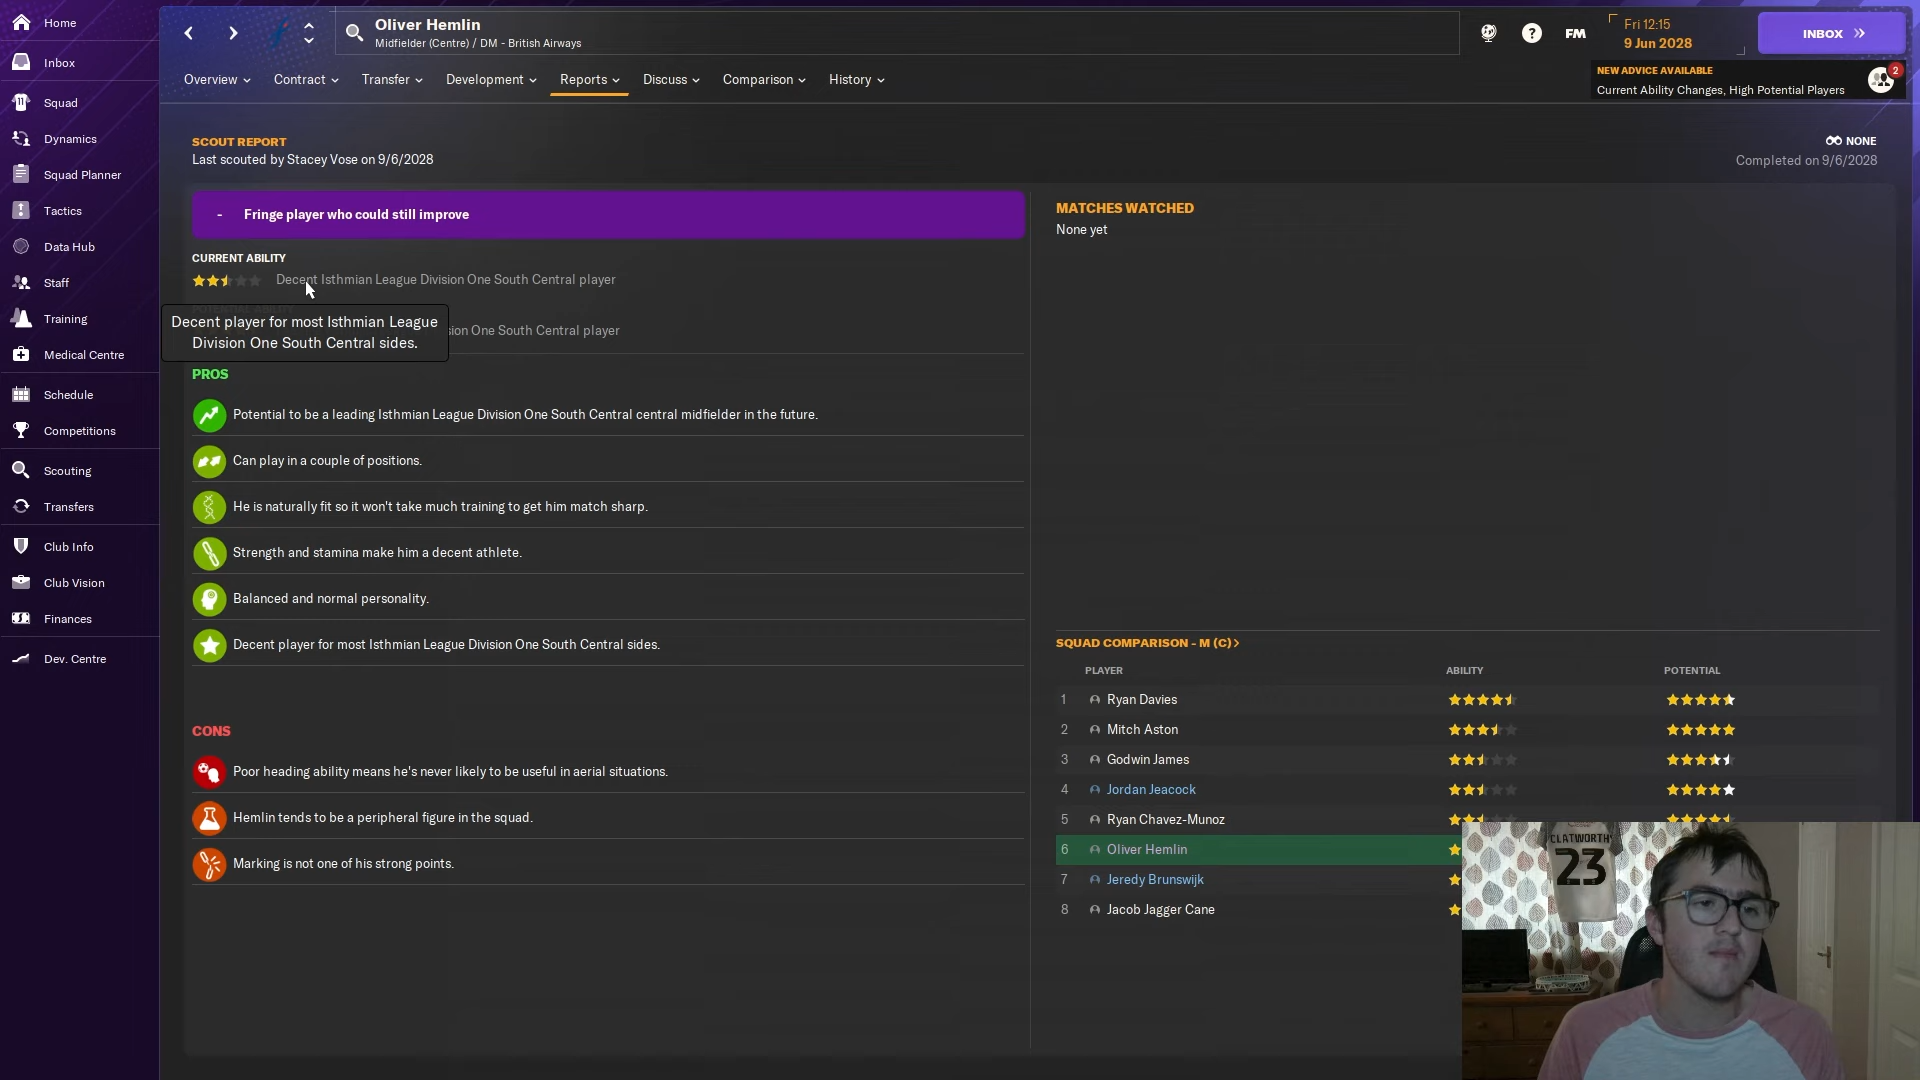 Home
Inbox
Squad
Dynamics
Squad Planner
Tactics
Data Hub
Staff
Training
Medical Centre
Schedule
Competitions
Scouting
Transfers
Club Info
Club Vision
Finances
Dev. Centre
Oliver Hemlin
Midfielder (Centre) / DM - British Airways
FM
Fri 12:15
9 Jun 2028
INBOX
Overview
Contract
Transfer
Development
Reports
Discuss
Comparison
History
NEW ADVICE AVAILABLE
Current Ability Changes, High Potential Players
2
SCOUT REPORT
Last scouted by Stacey Vose on 9/6/2028
NONE
Completed on 9/6/2028
- Fringe player who could still improve
CURRENT ABILITY
Decent Isthmian League Division One South Central player
Decent player for most Isthmian League
Division One South Central sides.
sion One South Central player
PROS
Potential to be a leading Isthmian League Division One South Central central midfielder in the future.
Can play in a couple of positions.
He is naturally fit so it won't take much training to get him match sharp.
Strength and stamina make him a decent athlete.
Balanced and normal personality.
Decent player for most Isthmian League Division One South Central sides.
CONS
Poor heading ability means he's never likely to be useful in aerial situations.
Hemlin tends to be a peripheral figure in the squad.
Marking is not one of his strong points.
MATCHES WATCHED
None yet
SQUAD COMPARISON - M (C)>
PLAYER ABILITY POTENTIAL
1 Ryan Davies
2 Mitch Aston
3 Godwin James
4 Jordan Jeacock
5 Ryan Chavez-Munoz
6 Oliver Hemlin
7 Jeredy Brunswijk
8 Jacob Jagger Cane
CLATWORTHY
23